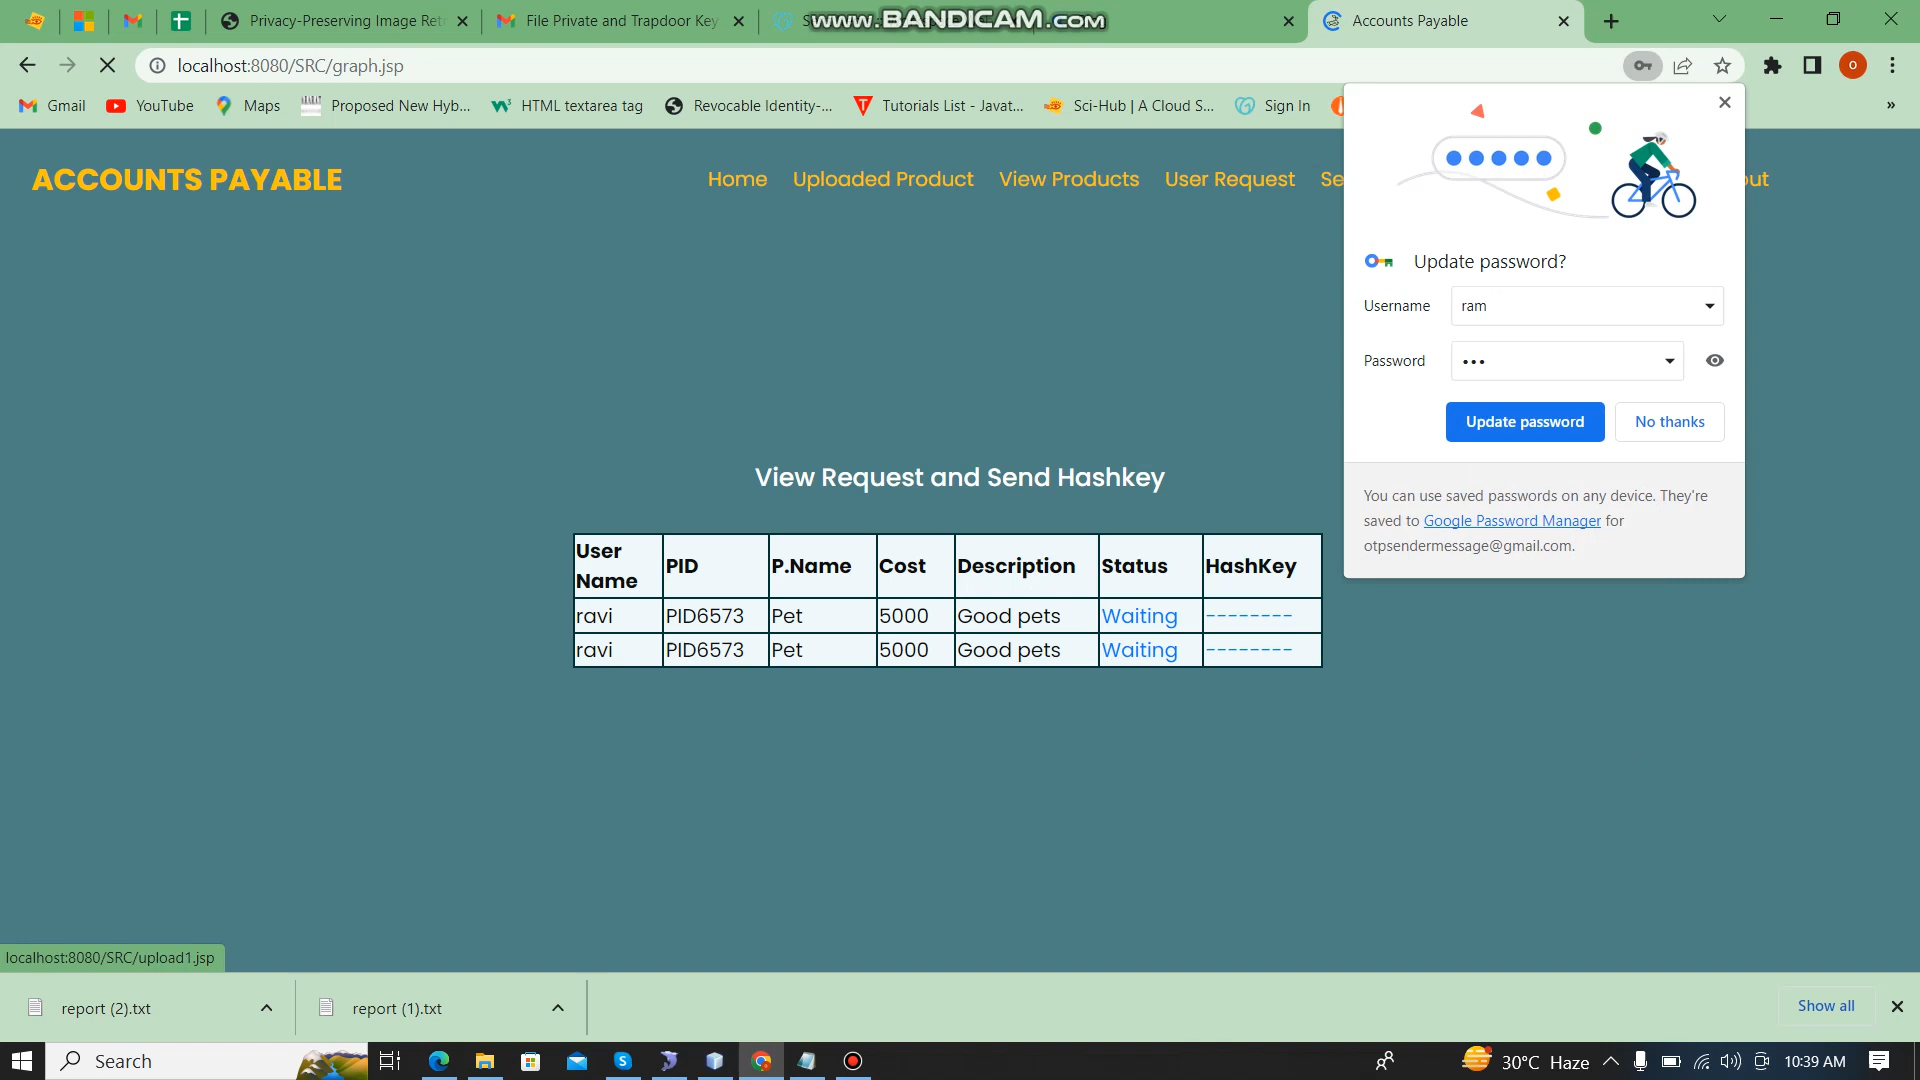 Privacy-Preserving Image Ret
File Private and Trapdoor Key
S
www.BANDICAM.com
Accounts Payable
localhost:8080/SRC/graph.jsp
o
Gmail
YouTube
Maps
Proposed New Hyb...
HTML textarea tag
Revocable Identity-...
Tutorials List - Javat...
Sci-Hub | A Cloud S...
Sign In
»
ACCOUNTS PAYABLE
Home
Uploaded Product
View Products
User Request
Se
out
Update password?
Username
ram
Password
•••
Update password
No thanks
You can use saved passwords on any device. They're
saved to Google Password Manager for
otpsendermessage@gmail.com.
View Request and Send Hashkey
User Name PID P.Name Cost Description Status HashKey
ravi PID6573 Pet 5000 Good pets Waiting --------
ravi PID6573 Pet 5000 Good pets Waiting --------
localhost:8080/SRC/upload1.jsp
report (2).txt
report (1).txt
Show all
Search
30°C Haze
10:39 AM